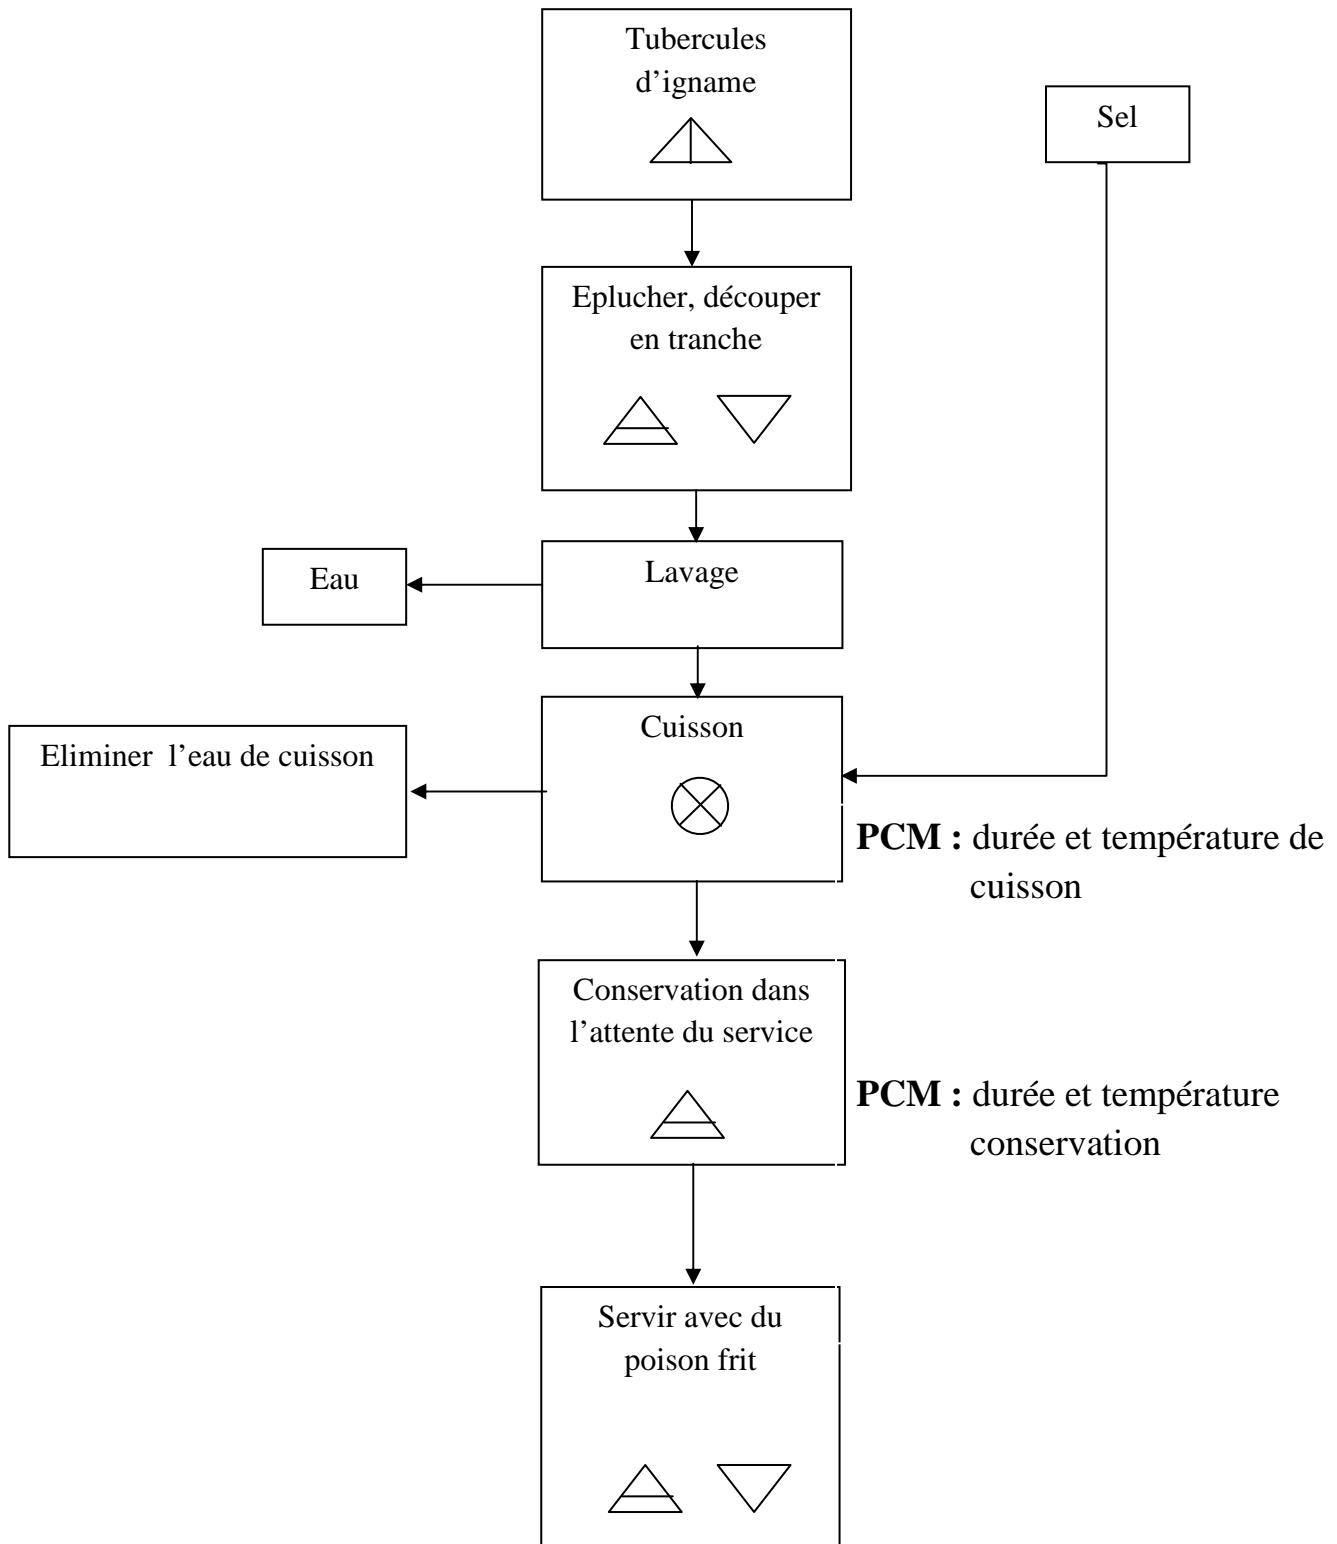 Tubercules
d’igname
Sel
Eplucher, découper
en tranche
Eau
Lavage
Cuisson
Eliminer l’eau de cuisson
PCM : durée et température de
cuisson
Conservation dans
l’attente du service
PCM : durée et température
conservation
Servir avec du
poison frit